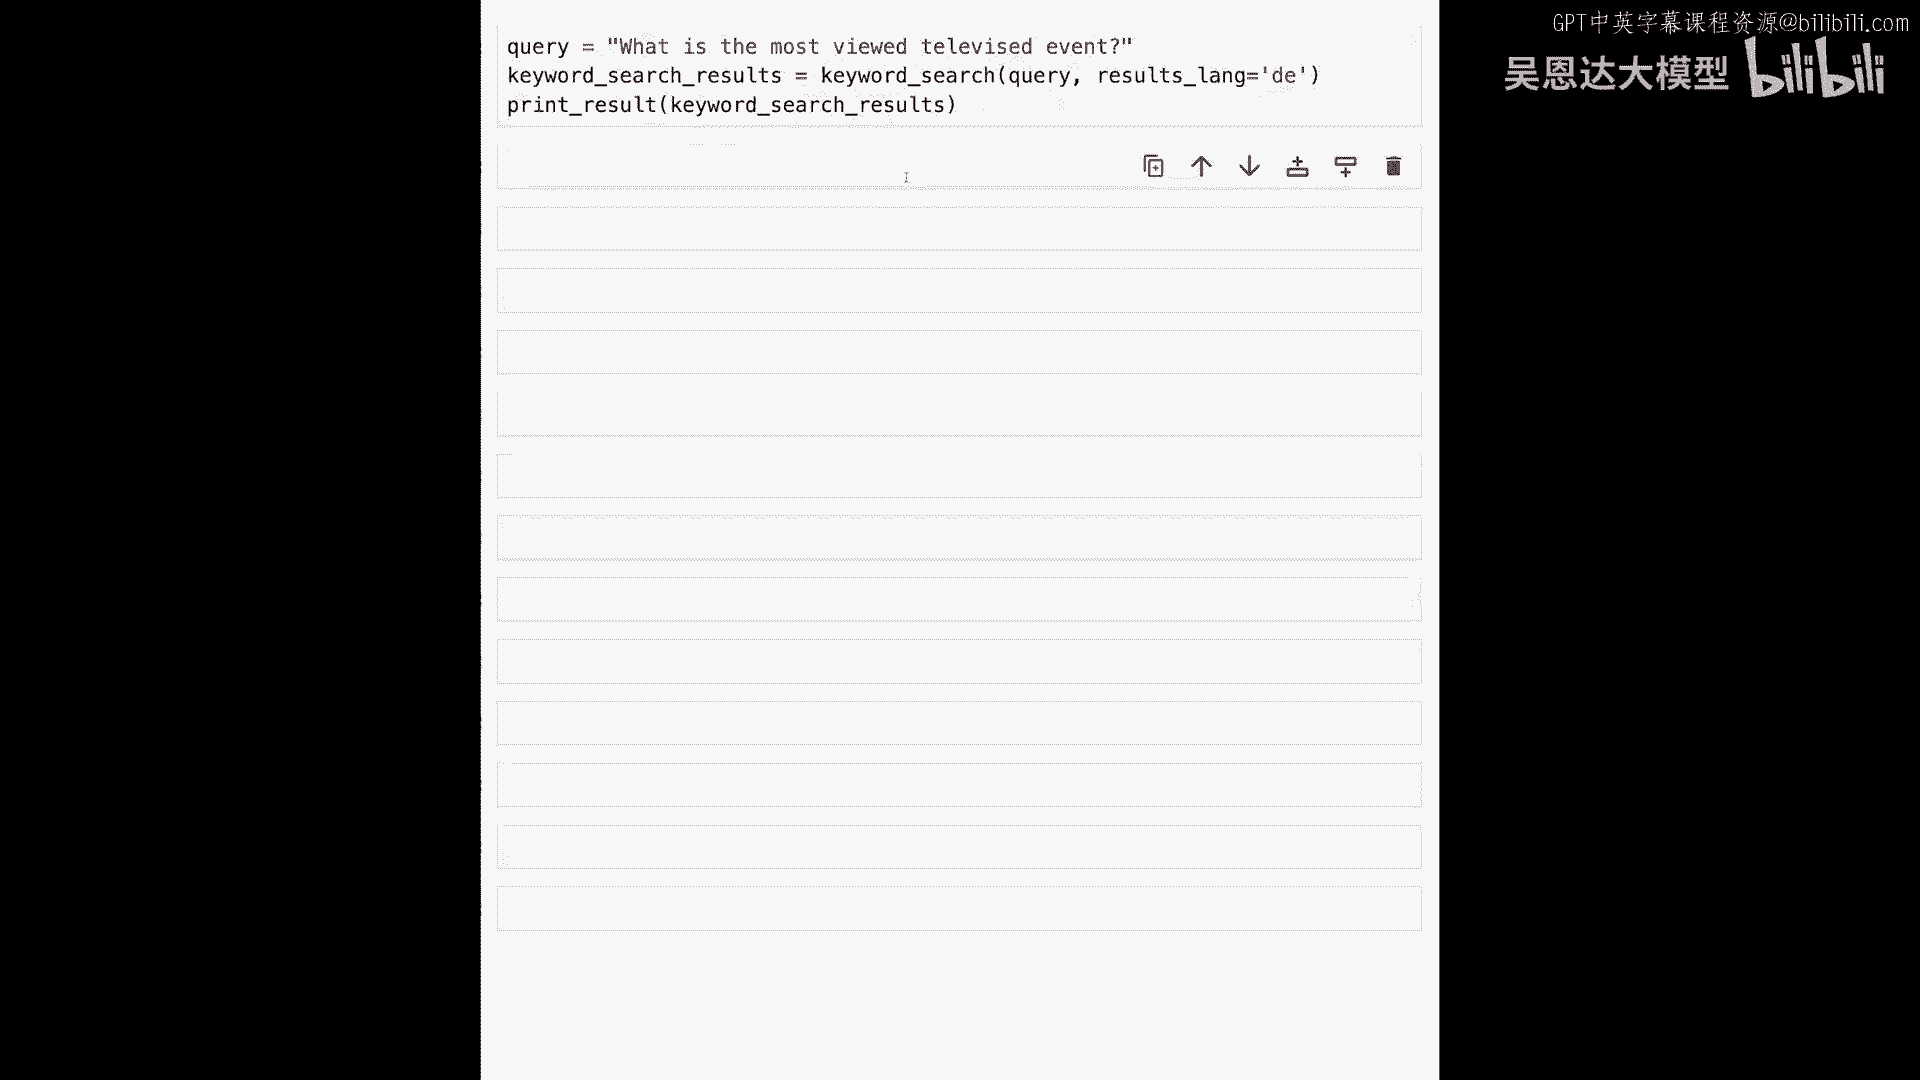 GPT中英字幕课程资源@bilibili.com
吴恩达大模型 bilibili
query = "What is the most viewed televised event?"
keyword_search_results = keyword_search(query, results_lang='de')
print_result(keyword_search_results)